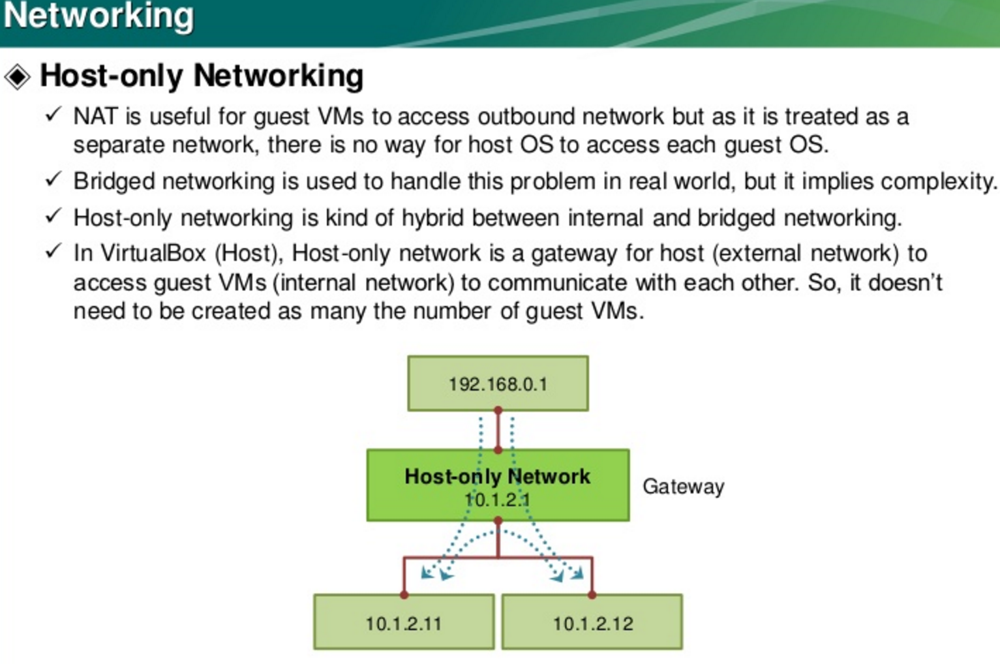 Networking
Host-only Networking
NAT is useful for guest VMs to access outbound network but as it is treated as a
separate network, there is no way for host OS to access each guest OS.
Bridged networking is used to handle this problem in real world, but it implies complexity.
Host-only networking is kind of hybrid between internal and bridged networking.
In VirtualBox (Host), Host-only network is a gateway for host (external network) to
access guest VMs (internal network) to communicate with each other. So, it doesn't
need to be created as many the number of guest VMs.
192.168.0.1
Host-only Network
10.1.2.1
Gateway
10.1.2.11
10.1.2.12